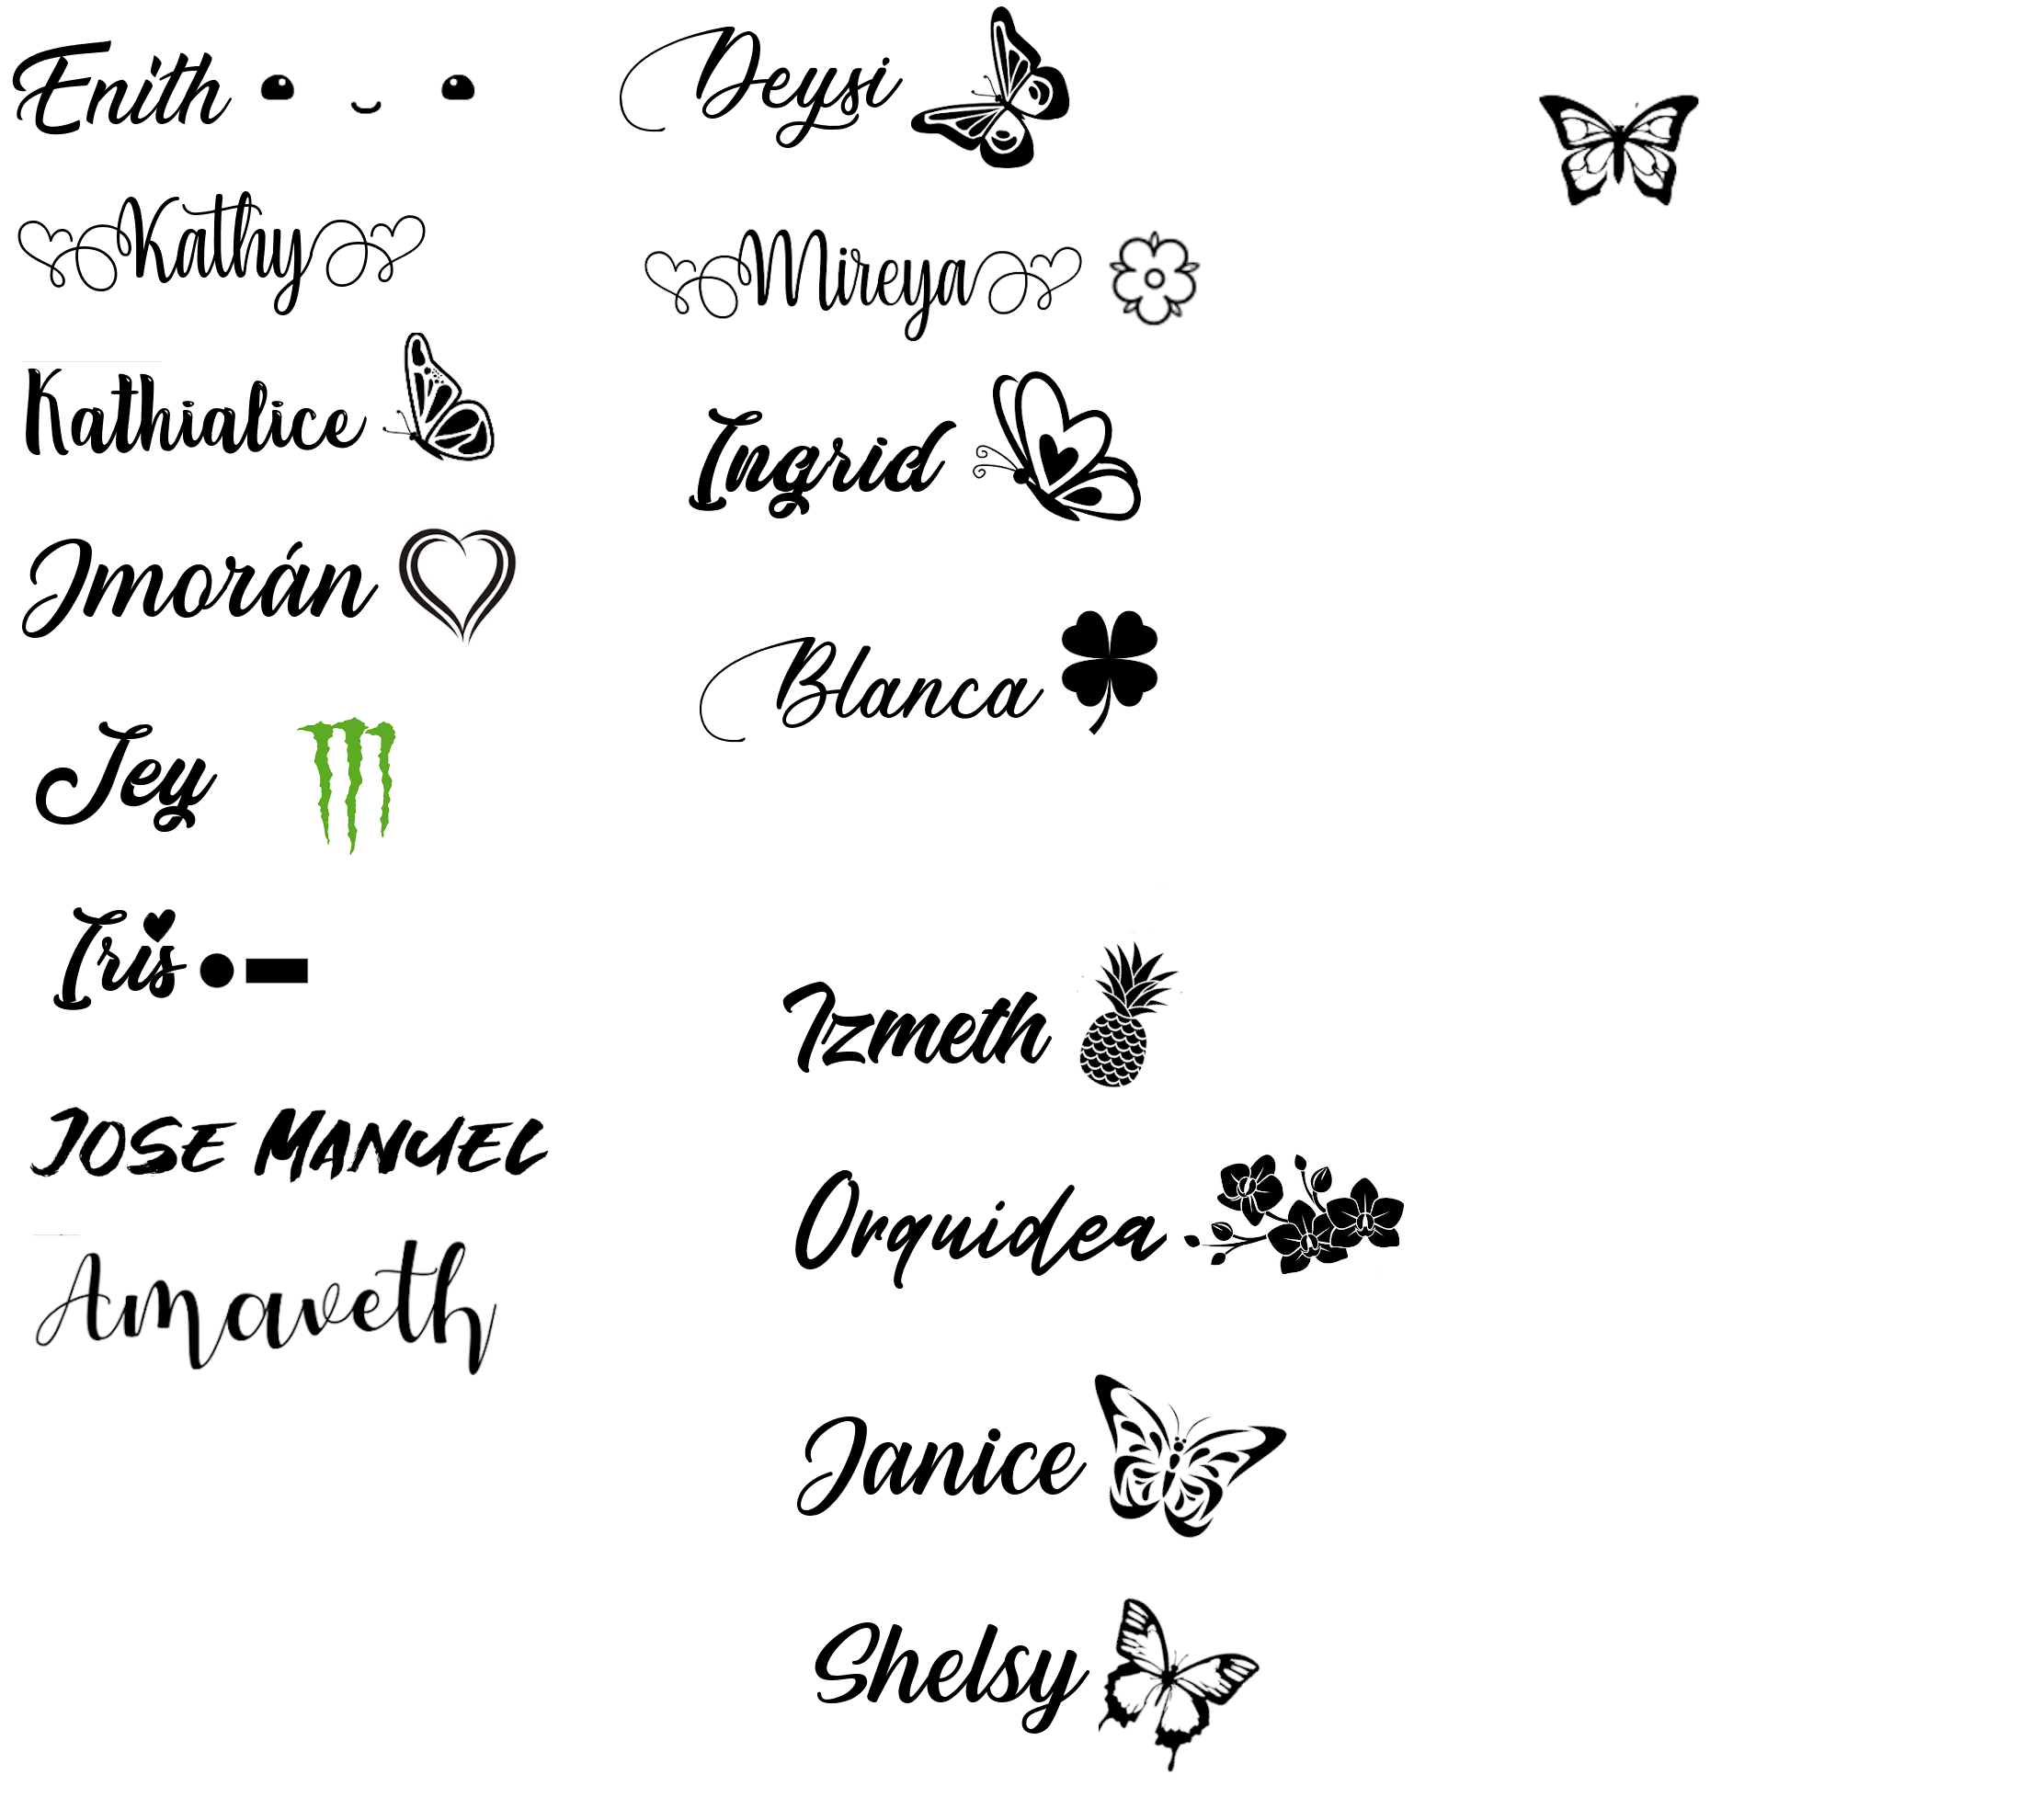 Enith
Kathy
Kathialice
Jmorán
Jey
Iris
JOSE MANUEL
Amaveth
Deysi
Mireya
Ingrid
Blanca
Izmeth
Orquidea
Janice
Shelsy